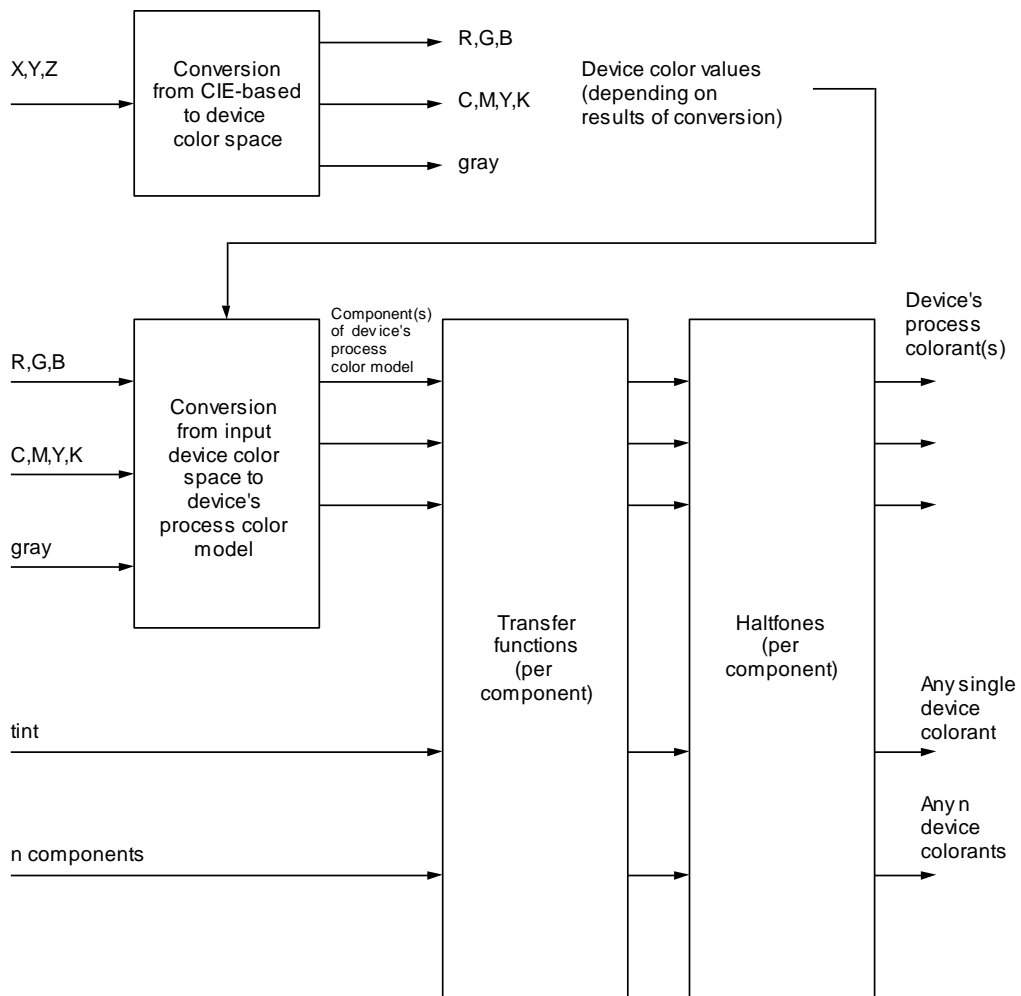 X,Y,Z
Conversion
from CIE-based
to device
color space
R,G,B
C,M,Y,K
gray
Device color values
(depending on
results of conversion)
R,G,B
C,M,Y,K
gray
Conversion
from input
device color
space to
device's
process color
model
Component(s)
of device's
process
color model
Transfer
functions
(per
component)
Haltfones
(per
component)
Device's
process
colorant(s)
tint
Any single
device
colorant
n components
Any n
device
colorants